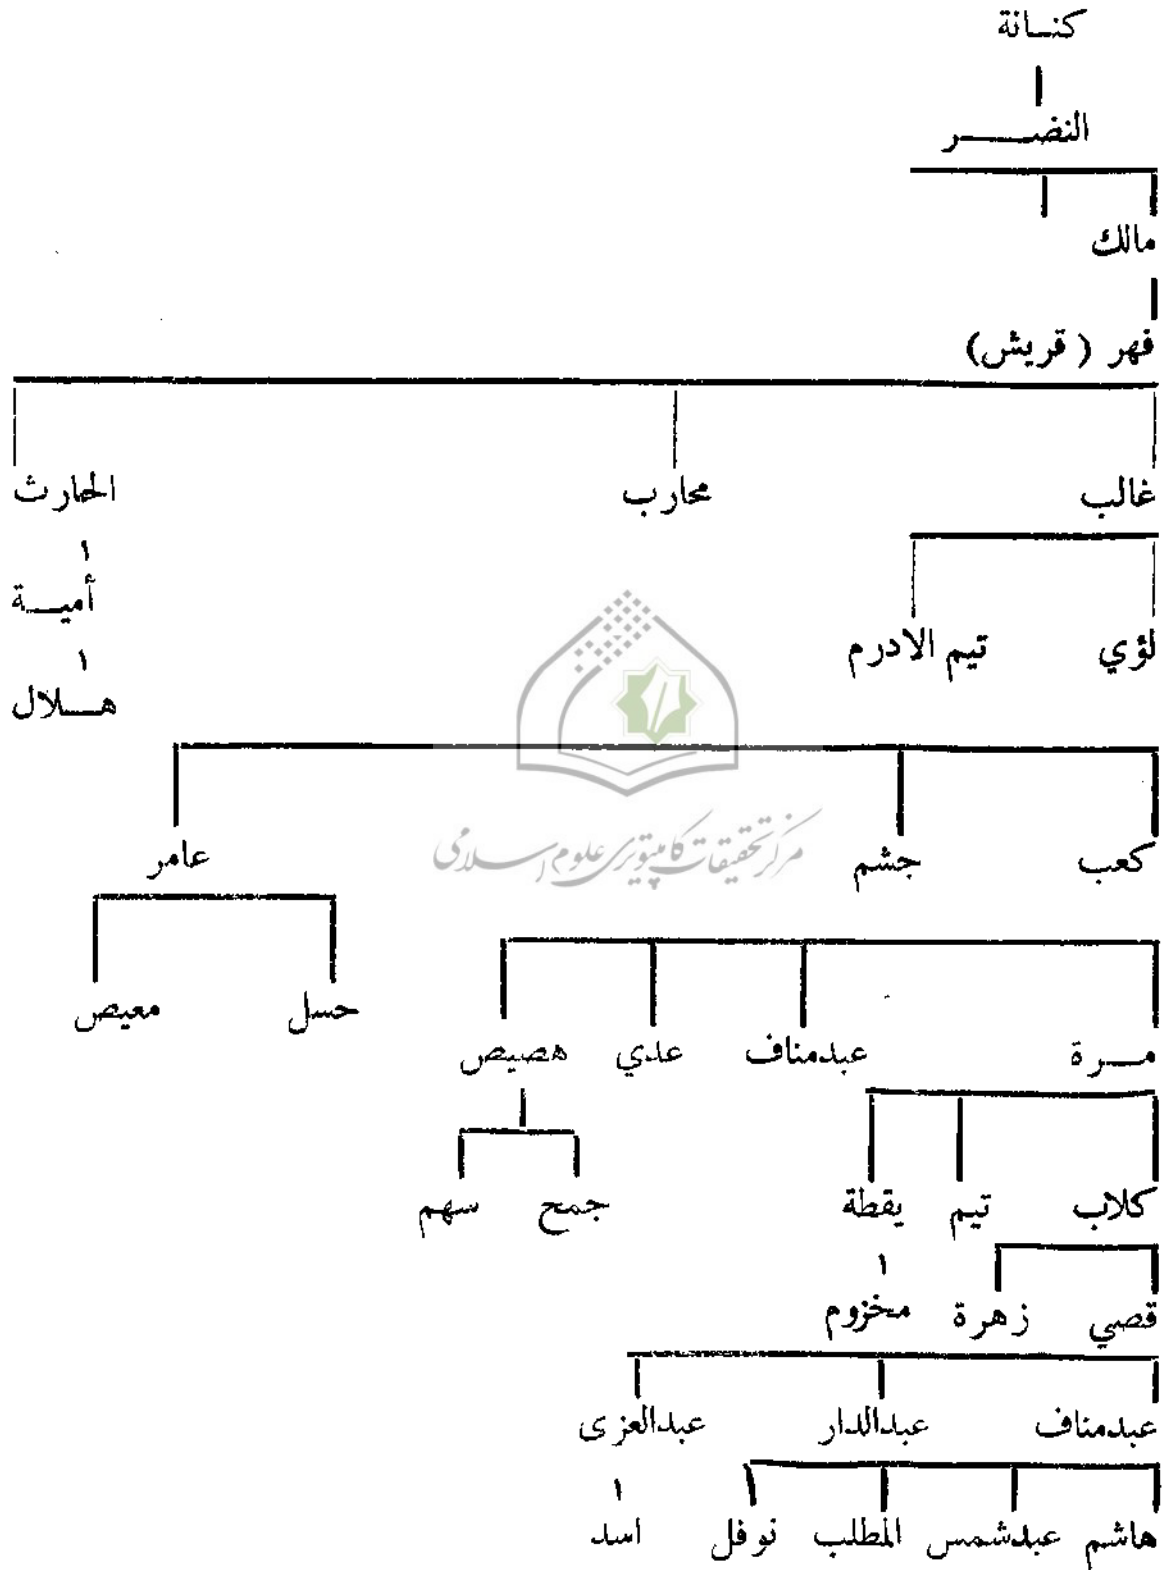 كنانة
النضر
مالك
فهر (قريش)
غالب محارب الحارث
أمية
لؤي تيم الادرم
هلال
مركز تحقيقات كامپيوتری علوم اسلامی
كعب جشم عامر
حسل معيص
مرة عبدمناف عدي هصيص
كلاب تيم يقطة جمح سهم
قصي زهرة مخزوم
عبدمناف عبدالدار عبدالعزى
هاشم عبدشمس المطلب نوفل اسد